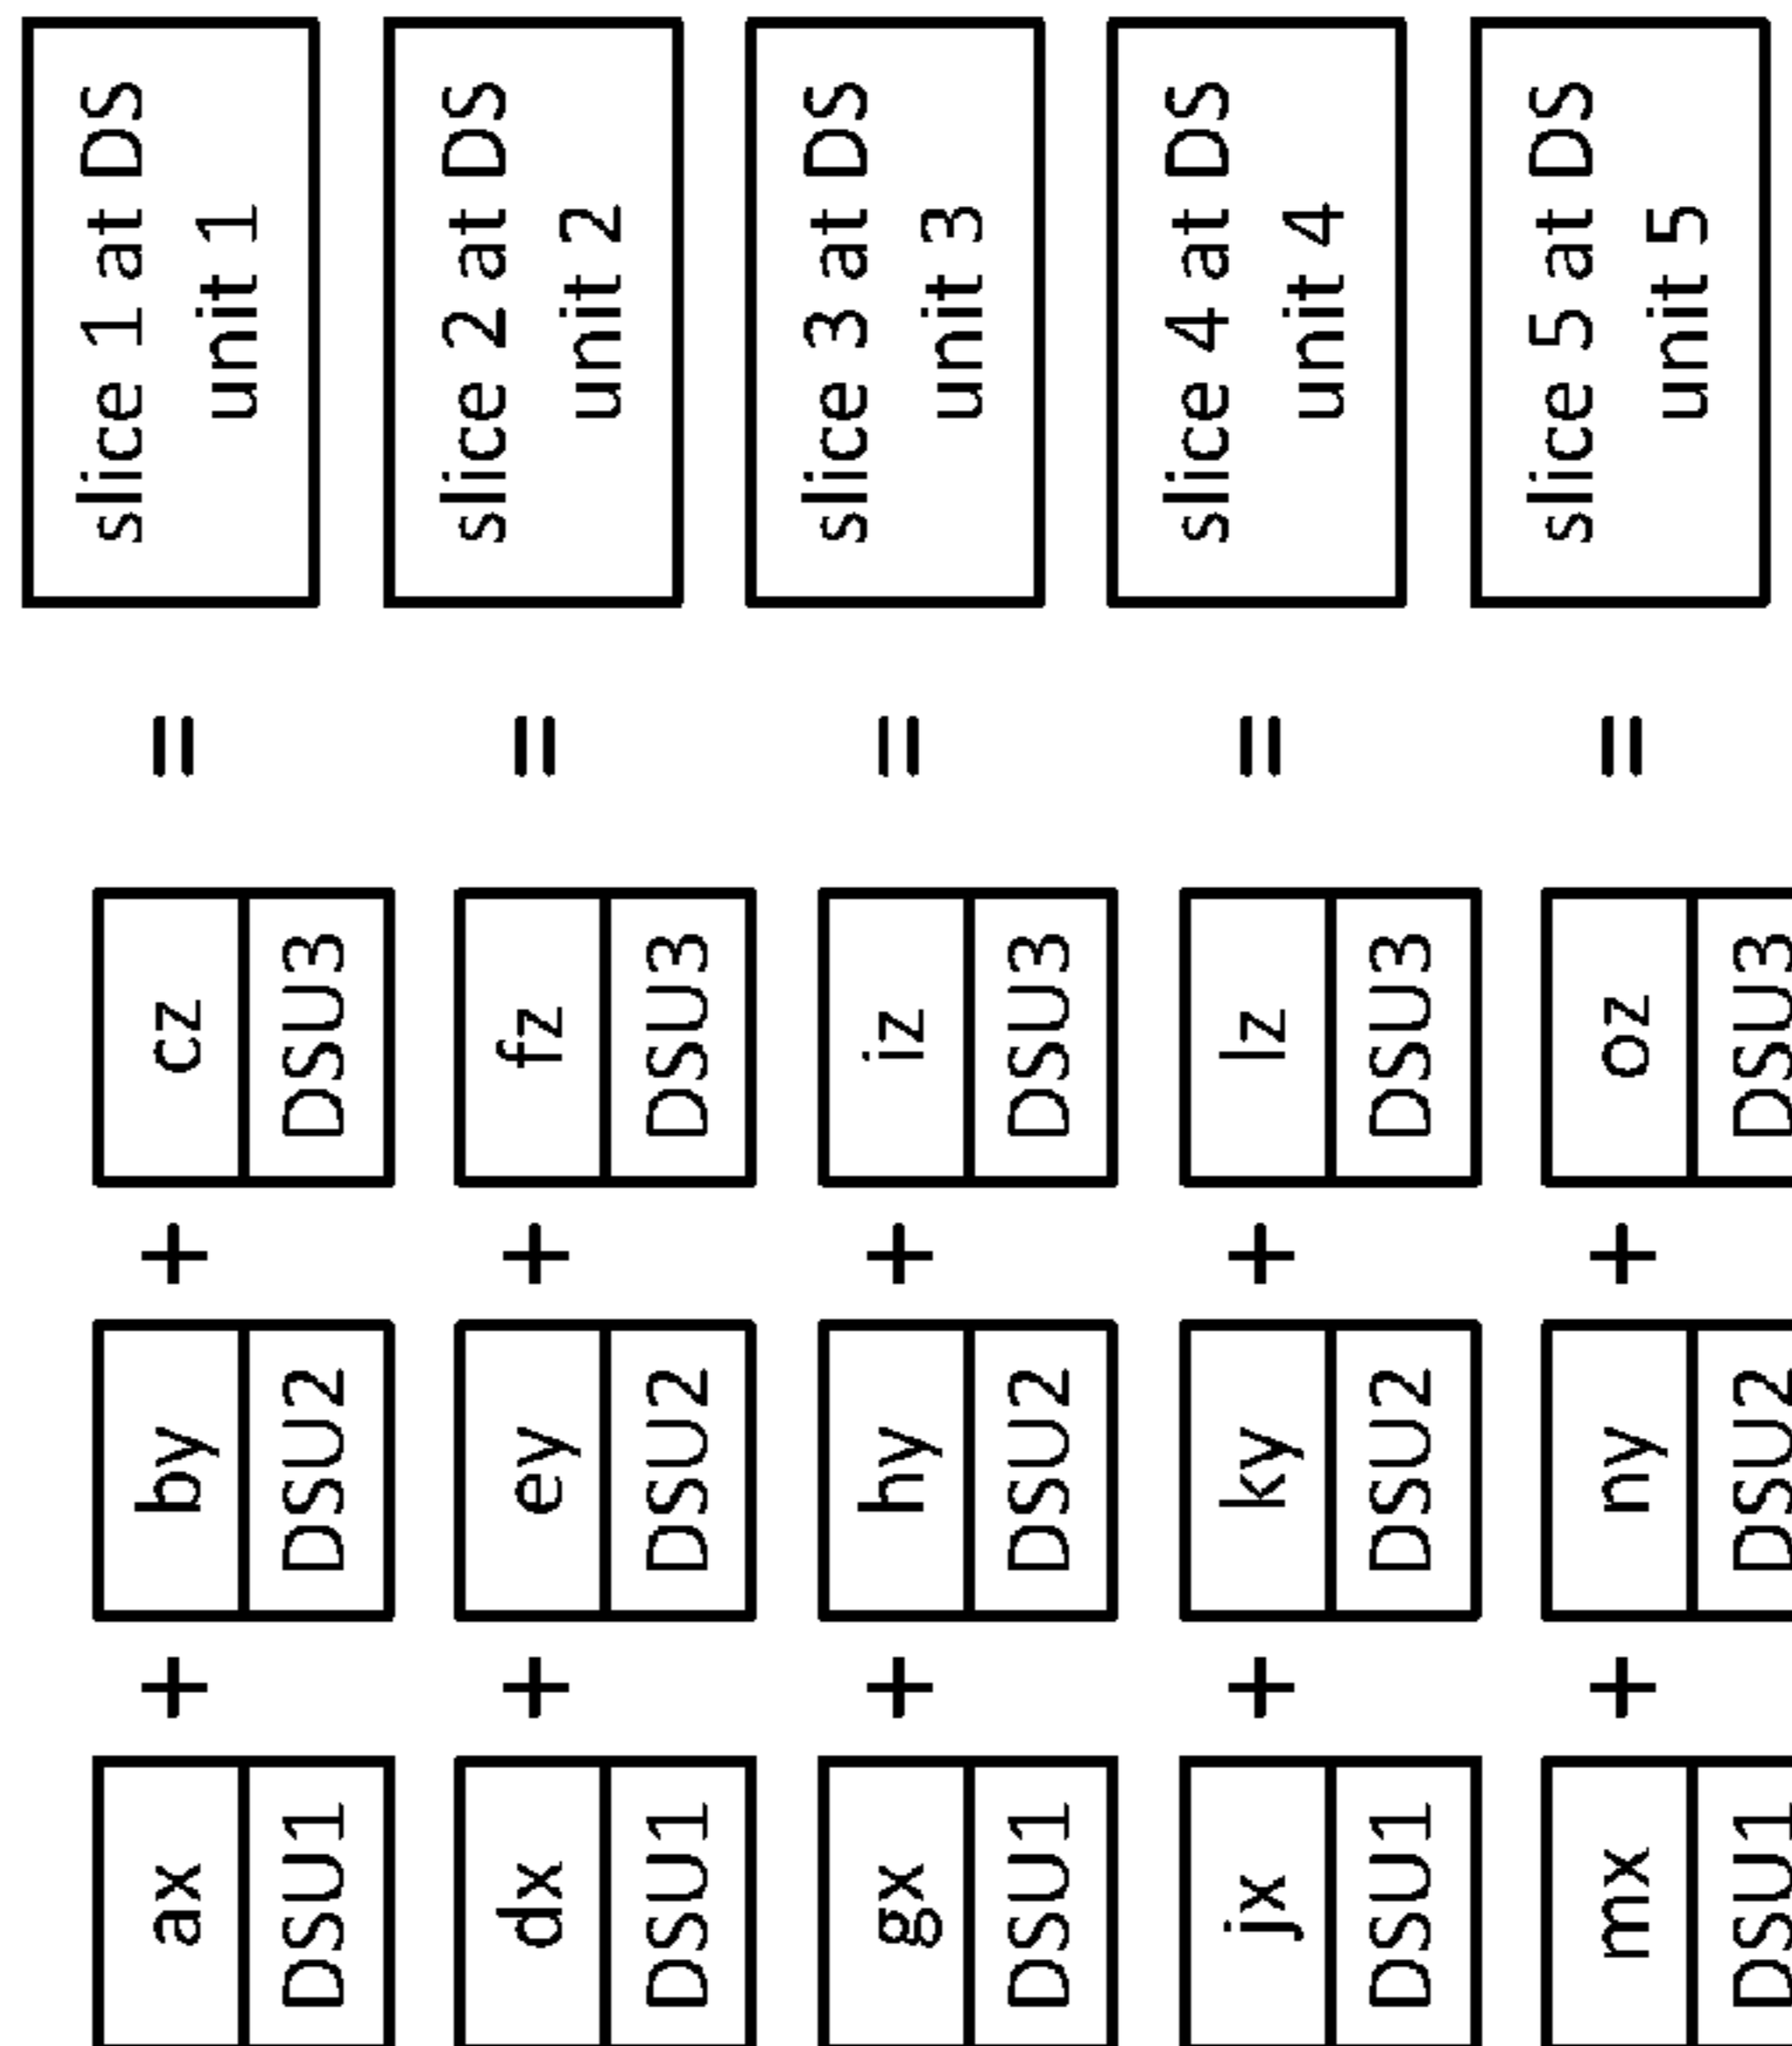 ax + by + cz = slice 1 at DS
DSU1 DSU2 DSU3 unit 1
dx + ey + fz = slice 2 at DS
DSU1 DSU2 DSU3 unit 2
gx + hy + iz = slice 3 at DS
DSU1 DSU2 DSU3 unit 3
jx + ky + lz = slice 4 at DS
DSU1 DSU2 DSU3 unit 4
mx + ny + oz = slice 5 at DS
DSU1 DSU2 DSU3 unit 5